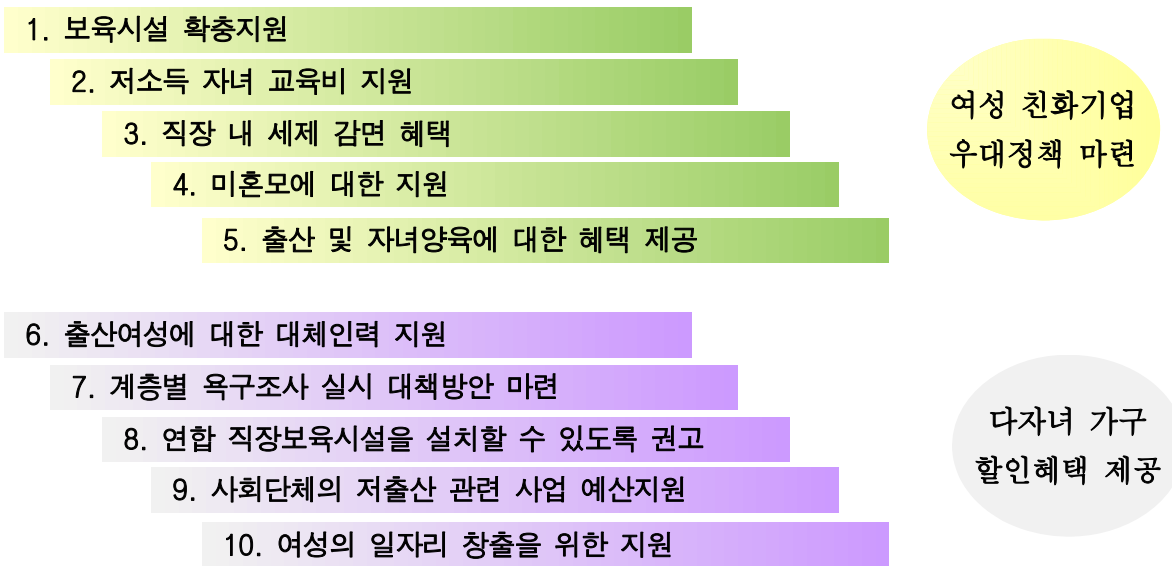 1. 보육시설 확충지원
2. 저소득 자녀 교육비 지원
3. 직장 내 세제 감면 혜택
4. 미혼모에 대한 지원
5. 출산 및 자녀양육에 대한 혜택 제공
여성 친화기업
우대정책 마련
6. 출산여성에 대한 대체인력 지원
7. 계층별 욕구조사 실시 대책방안 마련
8. 연합 직장보육시설을 설치할 수 있도록 권고
9. 사회단체의 저출산 관련 사업 예산지원
10. 여성의 일자리 창출을 위한 지원
다자녀 가구
할인혜택 제공